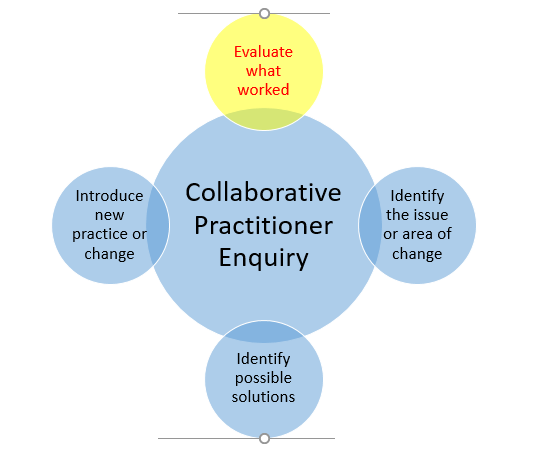 Evaluate
what
worked
Collaborative
Practitioner
Enquiry
Introduce
new
practice or
change
Identify
the issue
or area of
change
Identify
possible
solutions